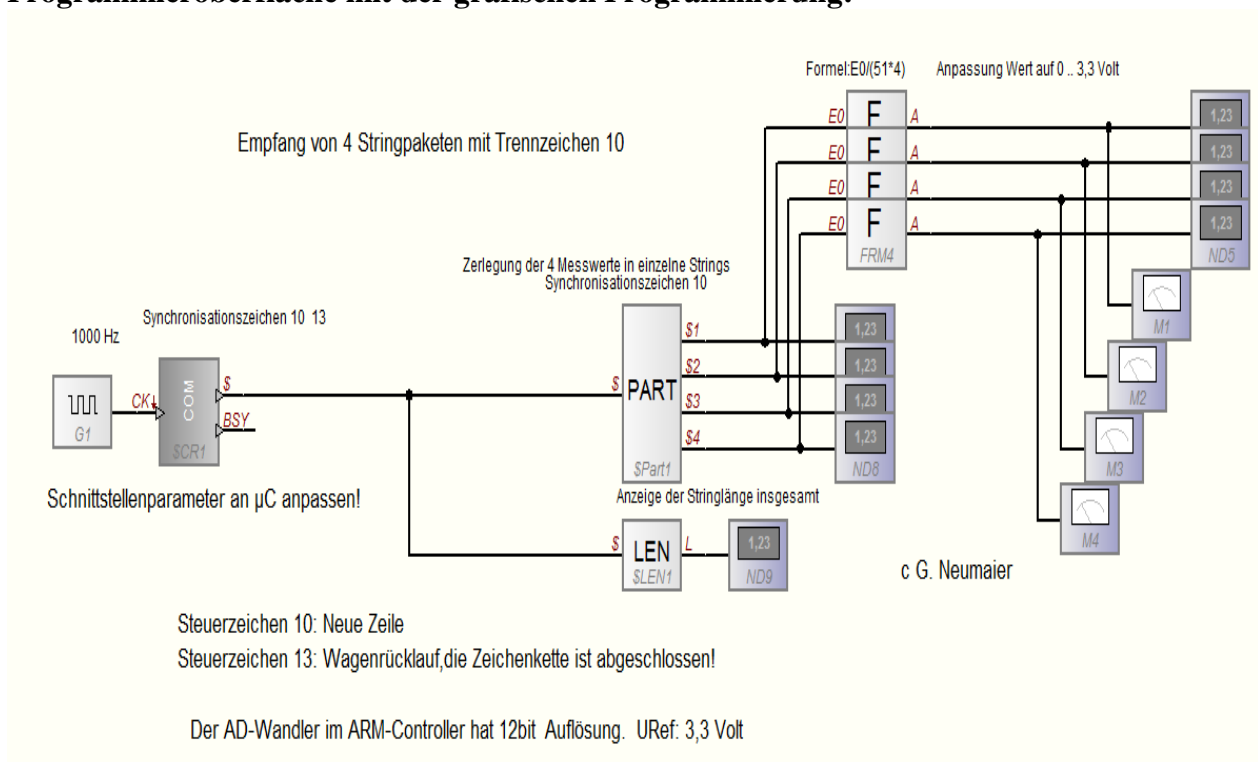 Programmieroberfläche mit der grafischen Programmierung:
Formel:E0/(51*4) Anpassung Wert auf 0 .. 3,3 Volt
Empfang von 4 Stringpaketen mit Trennzeichen 10
E0 F A 1,23
E0 F A 1,23
E0 F A 1,23
E0 F A 1,23
FRM4 ND5
Zerlegung der 4 Messwerte in einzelne Strings
Synchronisationszeichen 10
Synchronisationszeichen 10 13
1000 Hz
CK COM $
BSY
G1 $CR1
$ PART $1 1,23
$2 1,23
$3 1,23
$4 1,23
$Part1 ND8
M1
M2
M3
M4
Schnittstellenparameter an µC anpassen!
Anzeige der Stringlänge insgesamt
$ LEN L 1,23
$LEN1 ND9
c G. Neumaier
Steuerzeichen 10: Neue Zeile
Steuerzeichen 13: Wagenrücklauf,die Zeichenkette ist abgeschlossen!
Der AD-Wandler im ARM-Controller hat 12bit Auflösung. URef: 3,3 Volt